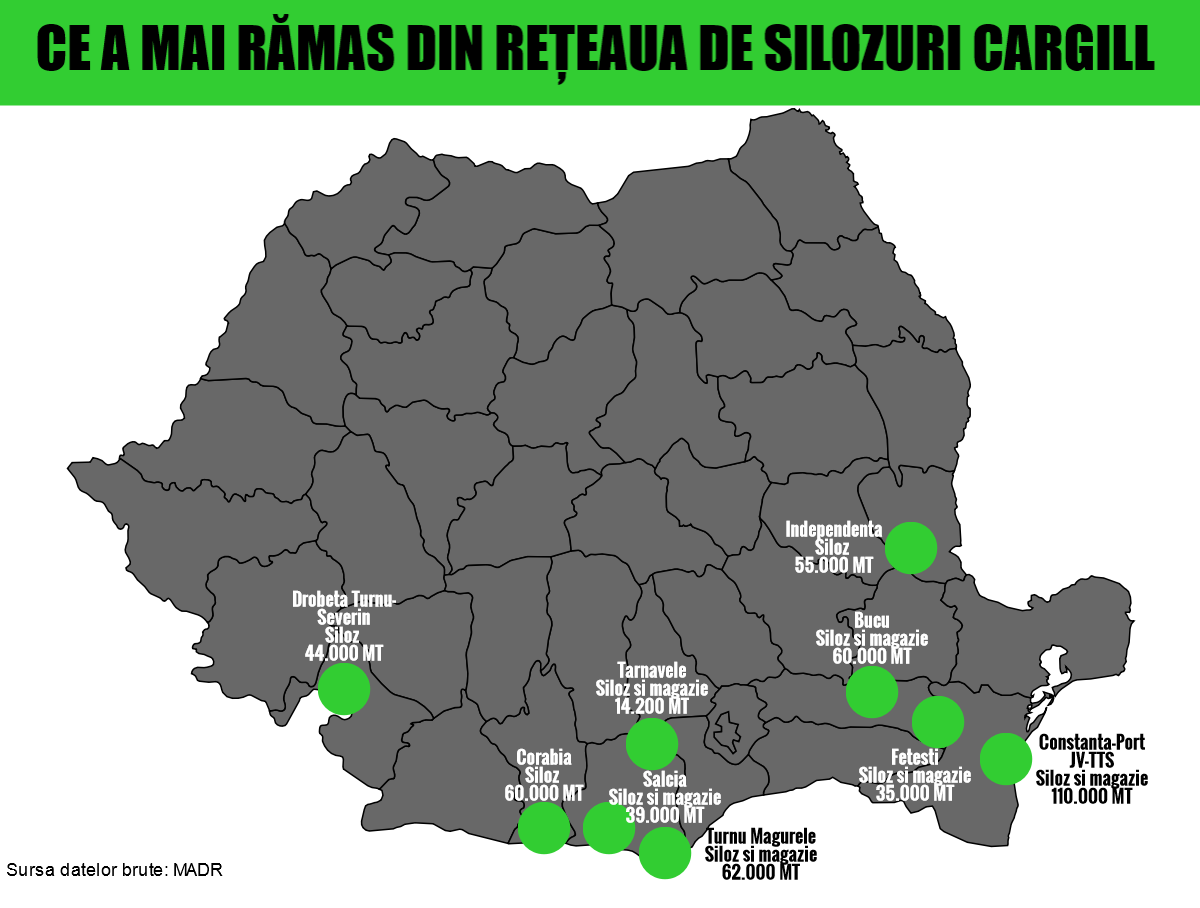 CE A MAI RĂMAS DIN REȚEAUA DE SILOZURI CARGILL
Independenta
Siloz
55.000 MT
Drobeta Turnu-
Severin
Siloz
44.000 MT
Bucu
Siloz si magazie
60.000 MT
Tarnavele
Siloz si magazie
14.200 MT
Constanta-Port
JV-TTS
Siloz si magazie
110.000 MT
Fetesti
Siloz si magazie
35.000 MT
Corabia
Siloz
60.000 MT
Salcia
Siloz si magazie
39.000 MT
Turnu Magurele
Siloz si magazie
62.000 MT
Sursa datelor brute: MADR